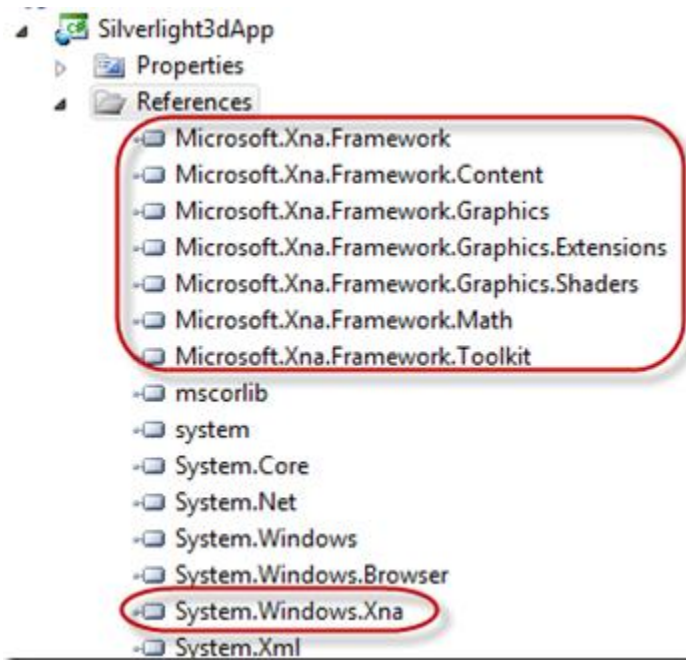 Silverlight3dApp
Properties
References
Microsoft.Xna.Framework
Microsoft.Xna.Framework.Content
Microsoft.Xna.Framework.Graphics
Microsoft.Xna.Framework.Graphics.Extensions
Microsoft.Xna.Framework.Graphics.Shaders
Microsoft.Xna.Framework.Math
Microsoft.Xna.Framework.Toolkit
mscorlib
system
System.Core
System.Net
System.Windows
System.Windows.Browser
System.Windows.Xna
System.Xml